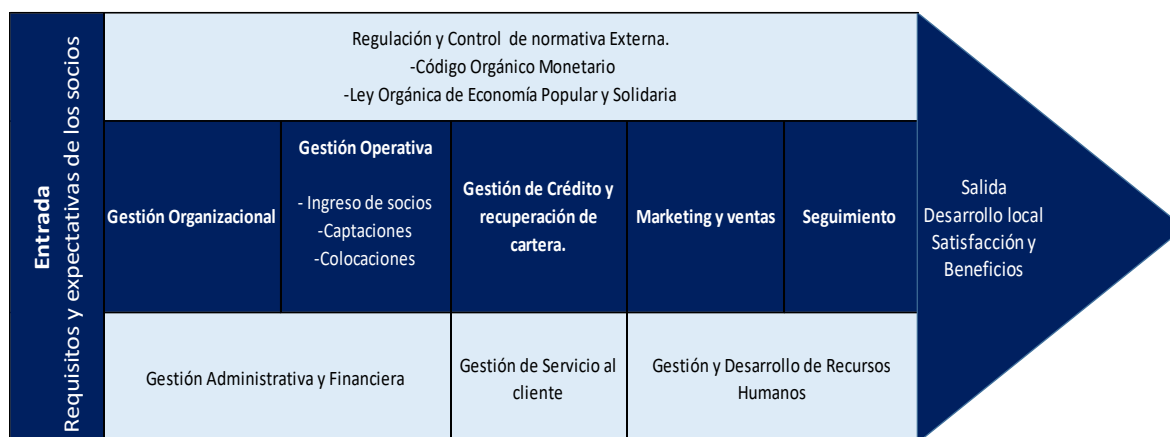 Entrada
Requisitos y expectativas de los socios
Regulación y Control de normativa Externa.
-Código Orgánico Monetario
-Ley Orgánica de Economía Popular y Solidaria
Gestión Organizacional
Gestión Operativa
- Ingreso de socios
-Captaciones
-Colocaciones
Gestión de Crédito y
recuperación de
cartera.
Marketing y ventas
Seguimiento
Gestión Administrativa y Financiera
Gestión de Servicio al
cliente
Gestión y Desarrollo de Recursos
Humanos
Salida
Desarrollo local
Satisfacción y
Beneficios